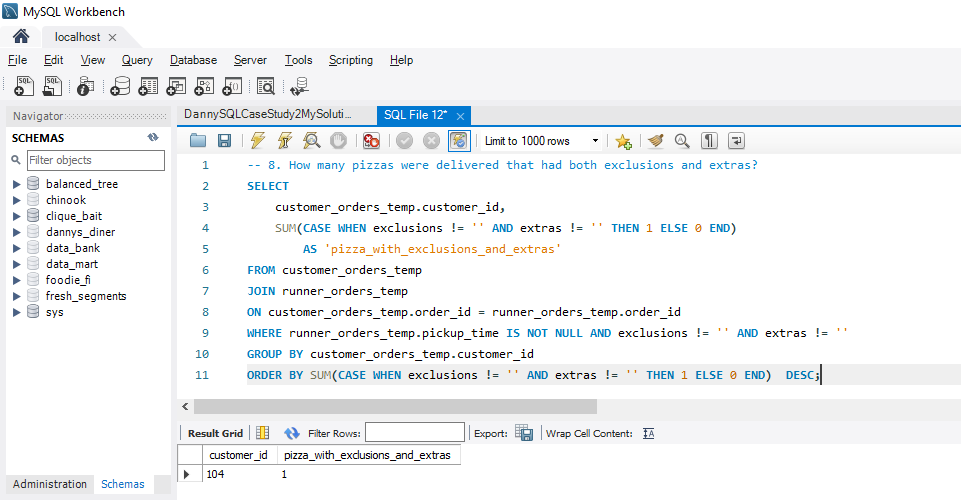 MySQL Workbench
localhost
File Edit View Query Database Server Tools Scripting Help
Navigator
SCHEMAS
Filter objects
balanced_tree
chinook
clique_bait
dannys_diner
data_bank
data_mart
foodie_fi
fresh_segments
sys
Administration Schemas
DannySQLCaseStudy2MySoluti... SQL File 12*
Limit to 1000 rows
1 -- 8. How many pizzas were delivered that had both exclusions and extras?
2 SELECT
3 customer_orders_temp.customer_id,
4 SUM(CASE WHEN exclusions != '' AND extras != '' THEN 1 ELSE 0 END)
5 AS 'pizza_with_exclusions_and_extras'
6 FROM customer_orders_temp
7 JOIN runner_orders_temp
8 ON customer_orders_temp.order_id = runner_orders_temp.order_id
9 WHERE runner_orders_temp.pickup_time IS NOT NULL AND exclusions != '' AND extras != ''
10 GROUP BY customer_orders_temp.customer_id
11 ORDER BY SUM(CASE WHEN exclusions != '' AND extras != '' THEN 1 ELSE 0 END) DESC;
Result Grid Filter Rows: Export: Wrap Cell Content:
customer_id pizza_with_exclusions_and_extras
104 1